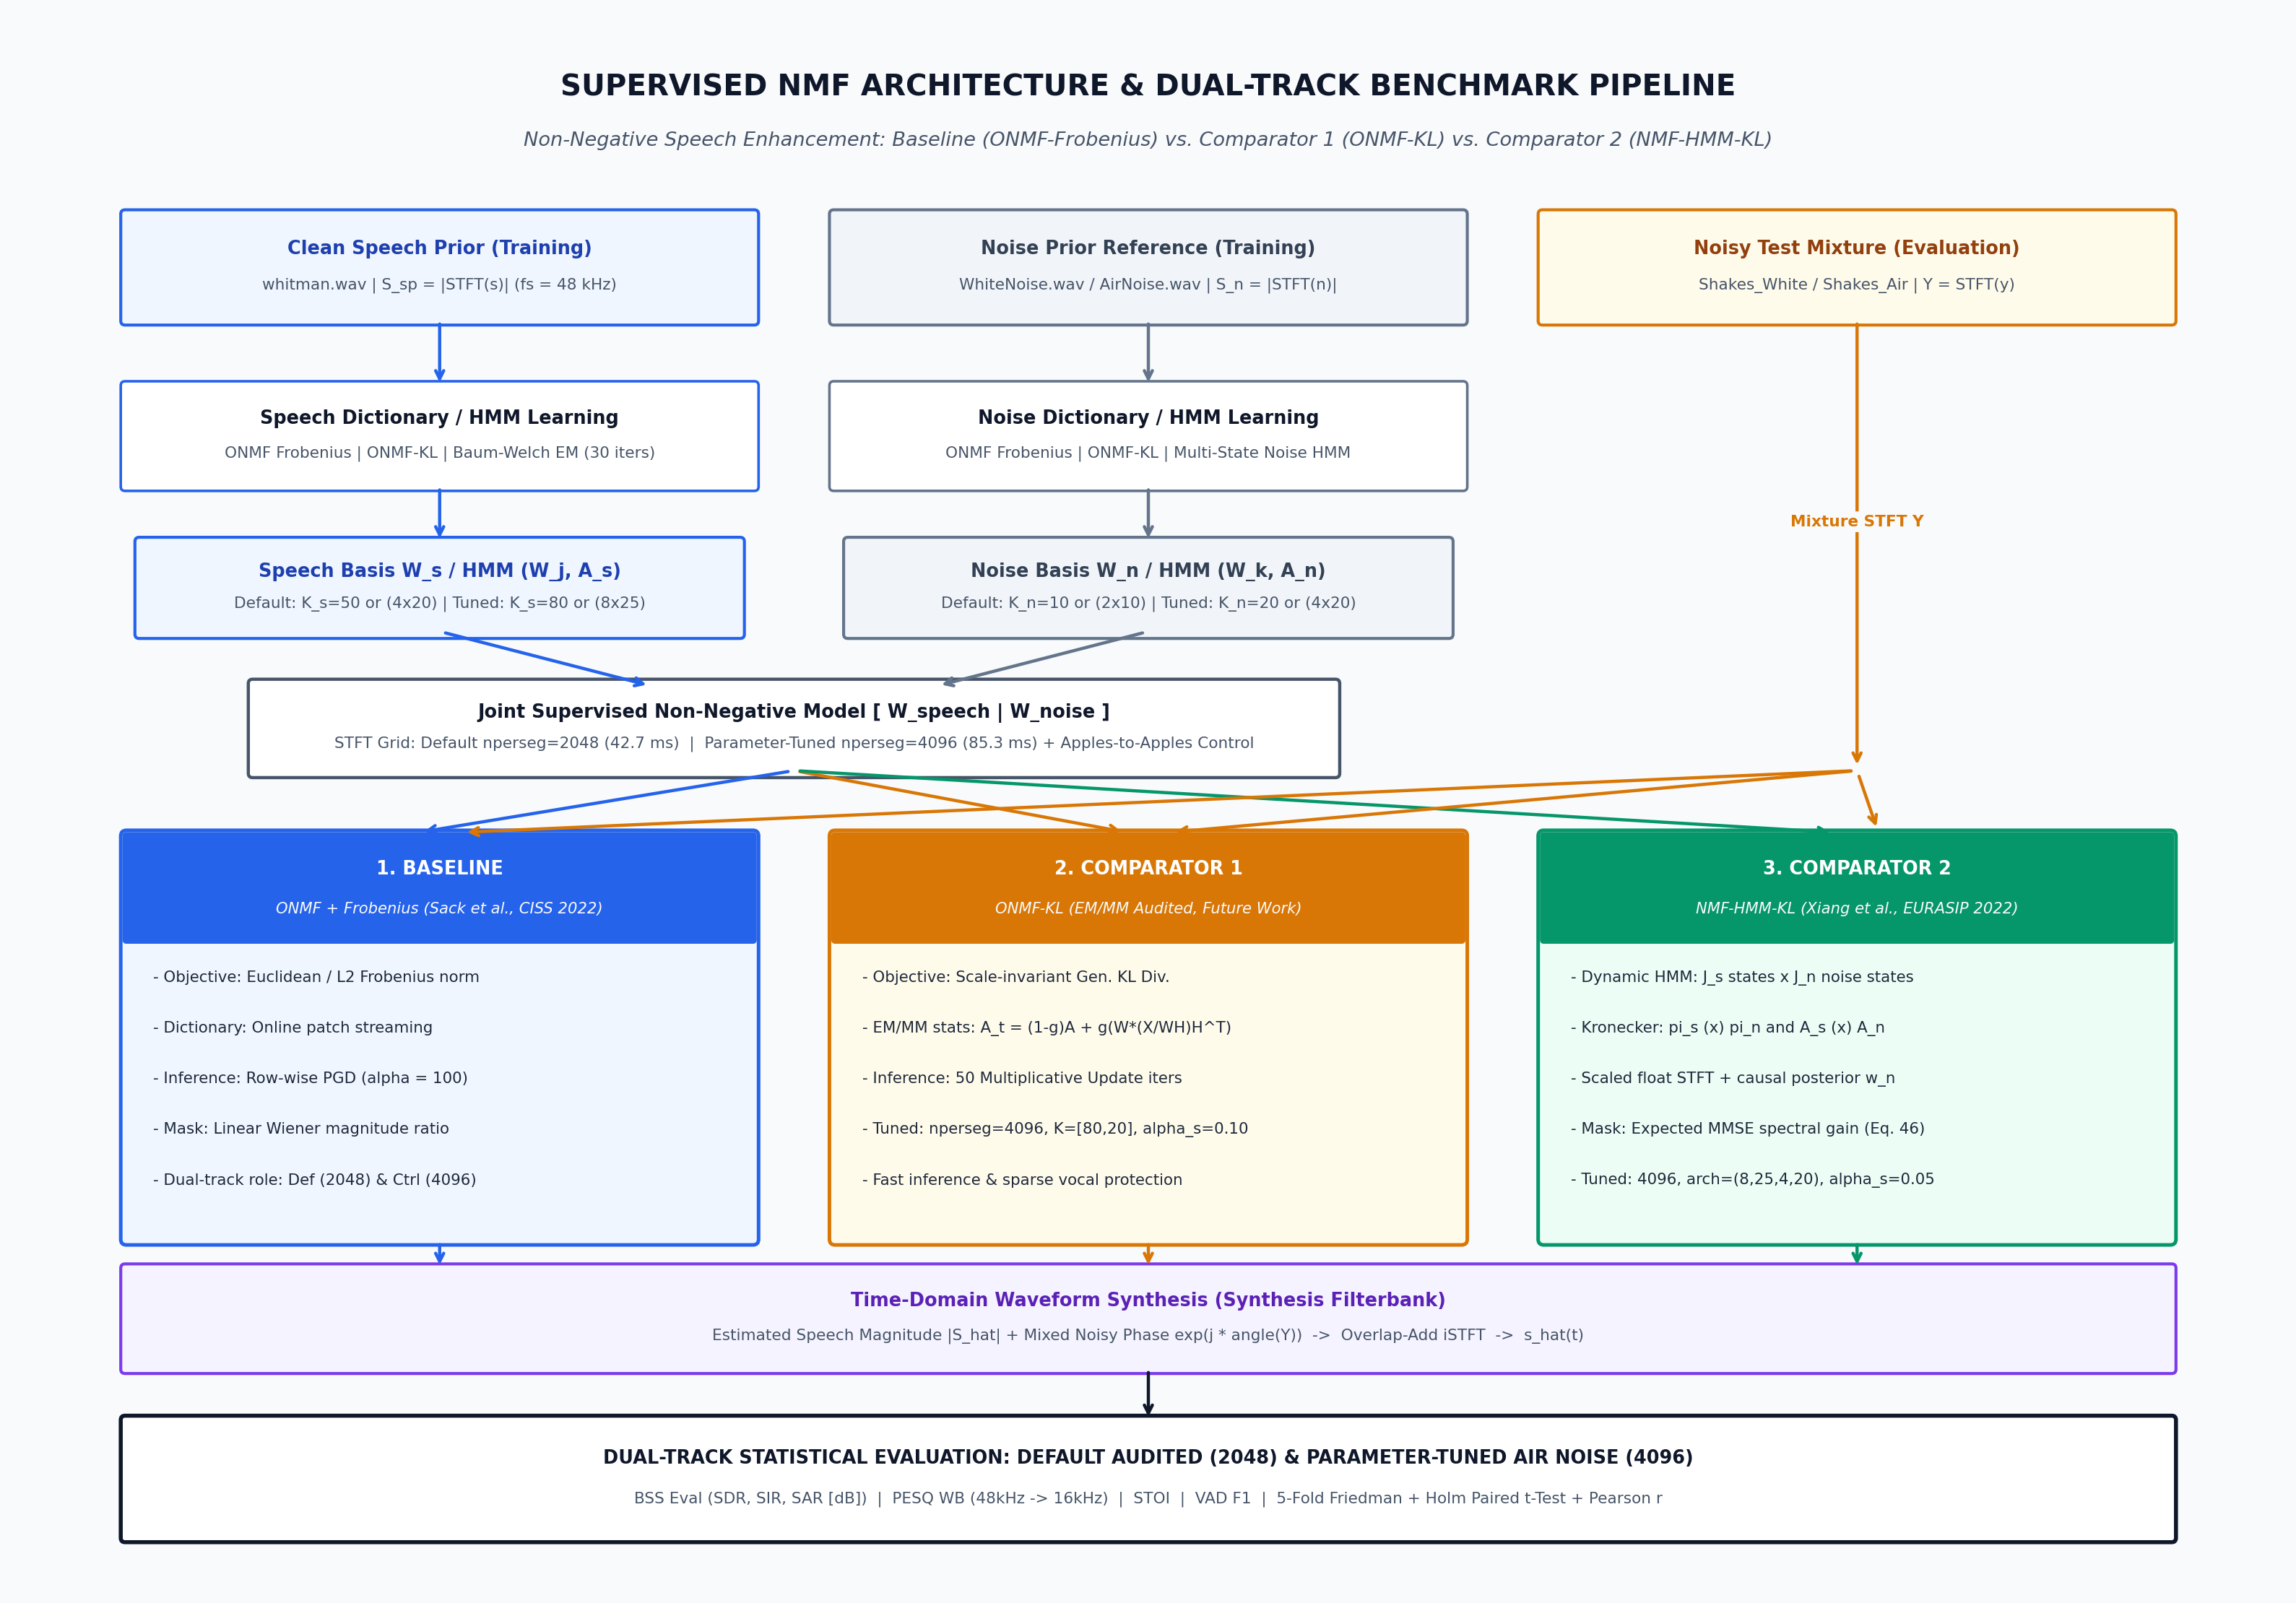 SUPERVISED NMF ARCHITECTURE & DUAL-TRACK BENCHMARK PIPELINE
Non-Negative Speech Enhancement: Baseline (ONMF-Frobenius) vs. Comparator 1 (ONMF-KL) vs. Comparator 2 (NMF-HMM-KL)
Clean Speech Prior (Training)
whitman.wav | S_sp = |STFT(s)| (fs = 48 kHz)
Noise Prior Reference (Training)
WhiteNoise.wav / AirNoise.wav | S_n = |STFT(n)|
Noisy Test Mixture (Evaluation)
Shakes_White / Shakes_Air | Y = STFT(y)
Speech Dictionary / HMM Learning
ONMF Frobenius | ONMF-KL | Baum-Welch EM (30 iters)
Noise Dictionary / HMM Learning
ONMF Frobenius | ONMF-KL | Multi-State Noise HMM
Mixture STFT Y
Speech Basis W_s / HMM (W_j, A_s)
Default: K_s=50 or (4x20) | Tuned: K_s=80 or (8x25)
Noise Basis W_n / HMM (W_k, A_n)
Default: K_n=10 or (2x10) | Tuned: K_n=20 or (4x20)
Joint Supervised Non-Negative Model [ W_speech | W_noise ]
STFT Grid: Default nperseg=2048 (42.7 ms) | Parameter-Tuned nperseg=4096 (85.3 ms) + Apples-to-Apples Control
1. BASELINE
ONMF + Frobenius (Sack et al., CISS 2022)
- Objective: Euclidean / L2 Frobenius norm
- Dictionary: Online patch streaming
- Inference: Row-wise PGD (alpha = 100)
- Mask: Linear Wiener magnitude ratio
- Dual-track role: Def (2048) & Ctrl (4096)
2. COMPARATOR 1
ONMF-KL (EM/MM Audited, Future Work)
- Objective: Scale-invariant Gen. KL Div.
- EM/MM stats: A_t = (1-g)A + g(W*(X/WH)H^T)
- Inference: 50 Multiplicative Update iters
- Tuned: nperseg=4096, K=[80,20], alpha_s=0.10
- Fast inference & sparse vocal protection
3. COMPARATOR 2
NMF-HMM-KL (Xiang et al., EURASIP 2022)
- Dynamic HMM: J_s states x J_n noise states
- Kronecker: pi_s (x) pi_n and A_s (x) A_n
- Scaled float STFT + causal posterior w_n
- Mask: Expected MMSE spectral gain (Eq. 46)
- Tuned: 4096, arch=(8,25,4,20), alpha_s=0.05
Time-Domain Waveform Synthesis (Synthesis Filterbank)
Estimated Speech Magnitude |S_hat| + Mixed Noisy Phase exp(j * angle(Y)) -> Overlap-Add iSTFT -> s_hat(t)
DUAL-TRACK STATISTICAL EVALUATION: DEFAULT AUDITED (2048) & PARAMETER-TUNED AIR NOISE (4096)
BSS Eval (SDR, SIR, SAR [dB]) | PESQ WB (48kHz -> 16kHz) | STOI | VAD F1 | 5-Fold Friedman + Holm Paired t-Test + Pearson r